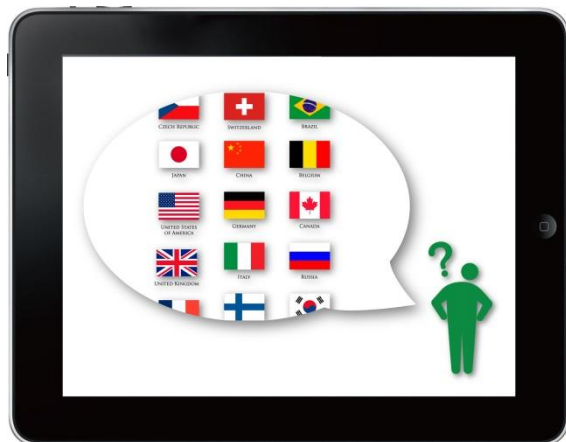 CZECH REPUBLIC SWITZERLAND BRAZIL
JAPAN CHINA BELGIUM
UNITED STATES
OF AMERICA GERMANY CANADA
UNITED KINGDOM ITALY RUSSIA
?